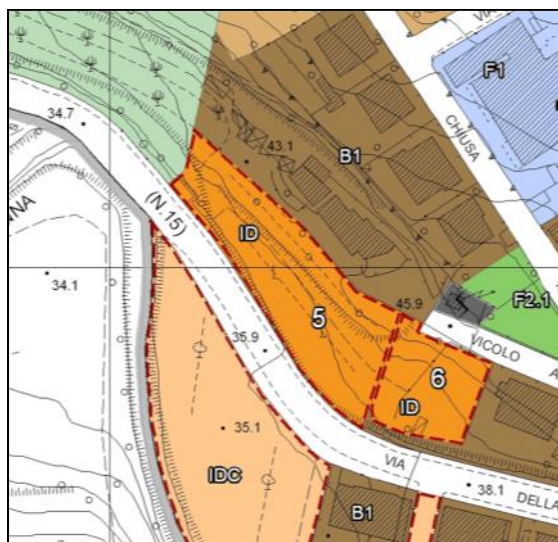 VIA
F1
34.7
CHIUSA
43.1
B1
(N.15)
ID
34.1
5
45.9
F2.1
VICOLO A
35.9
6
ID
35.1
VIA
IDC
38.1
DELLA
B1